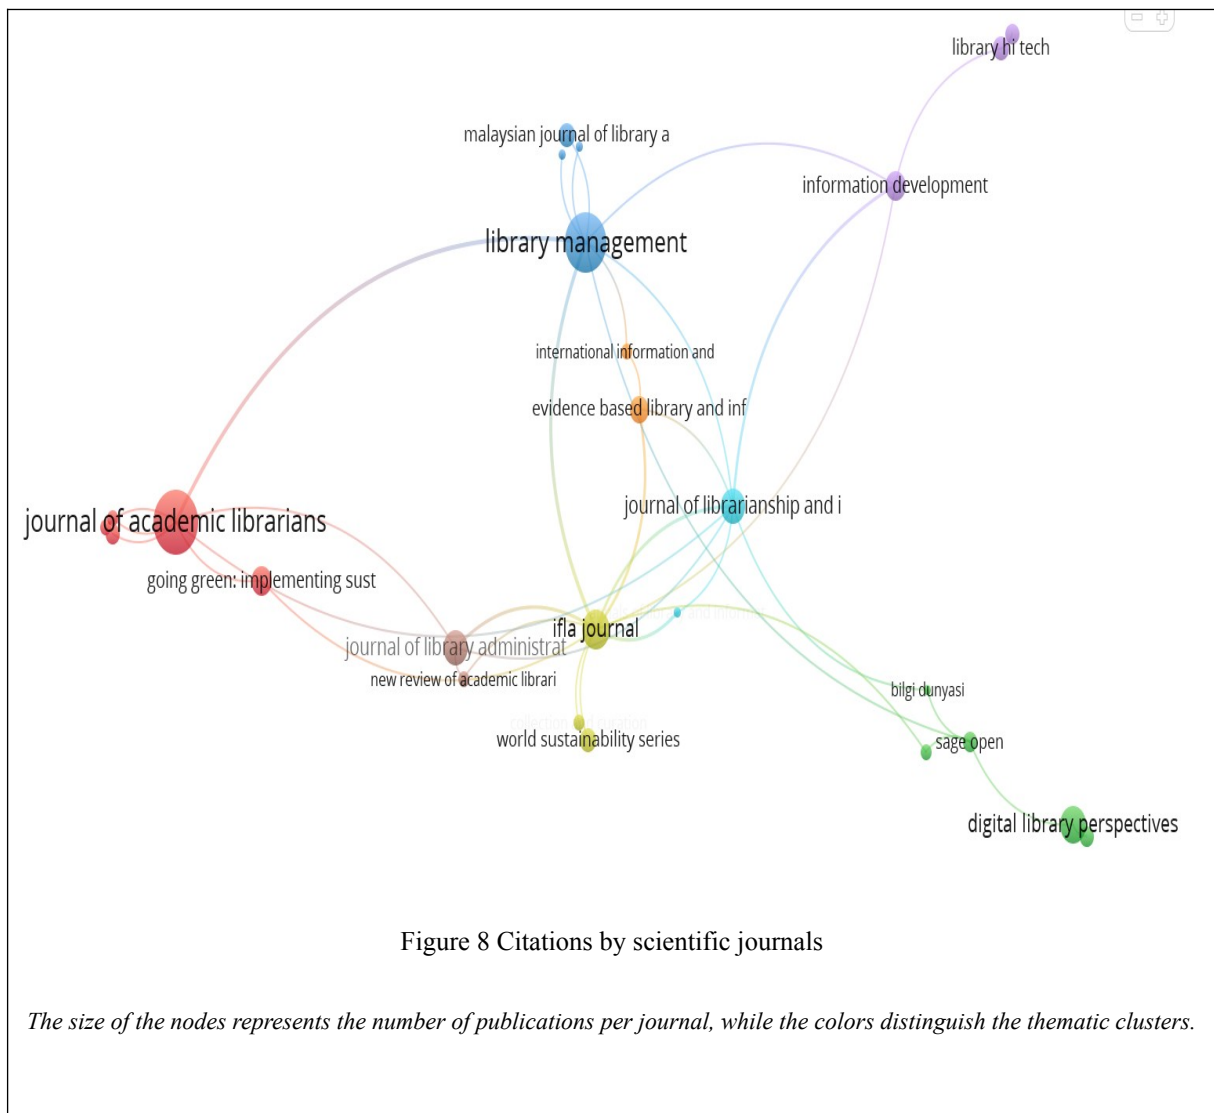 library hi tech
malaysian journal of library a
information development
library management
international information and
evidence based library and inf
journal of librarianship and i
journal of academic librarians
going green: implementing sust
ifla journal
journal of library administrat
new review of academic librari
bilgi dunyasi
collection and curation
world sustainability series
sage open
digital library perspectives
Figure 8 Citations by scientific journals
The size of the nodes represents the number of publications per journal, while the colors distinguish the thematic clusters.